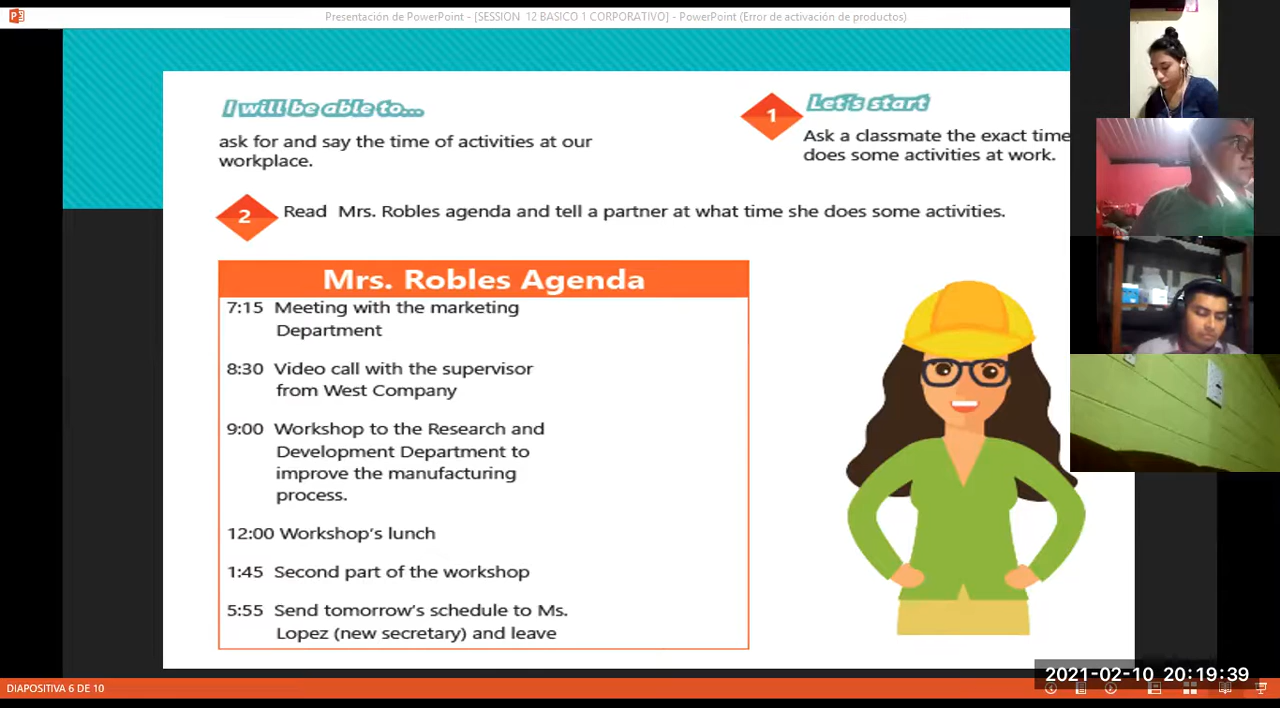 Presentación de PowerPoint - [SESSION 12 BASICO 1 CORPORATIVO] - PowerPoint (Error de activación de productos)
I will be able to...
ask for and say the time of activities at our
workplace.
1
Let's start
Ask a classmate the exact time
does some activities at work.
2
Read Mrs. Robles agenda and tell a partner at what time she does some activities.
Mrs. Robles Agenda
7:15 Meeting with the marketing
Department
8:30 Video call with the supervisor
from West Company
9:00 Workshop to the Research and
Development Department to
improve the manufacturing
process.
12:00 Workshop's lunch
1:45 Second part of the workshop
5:55 Send tomorrow's schedule to Ms.
Lopez (new secretary) and leave
2021-02-10 20:19:39
DIAPOSITIVA 6 DE 10